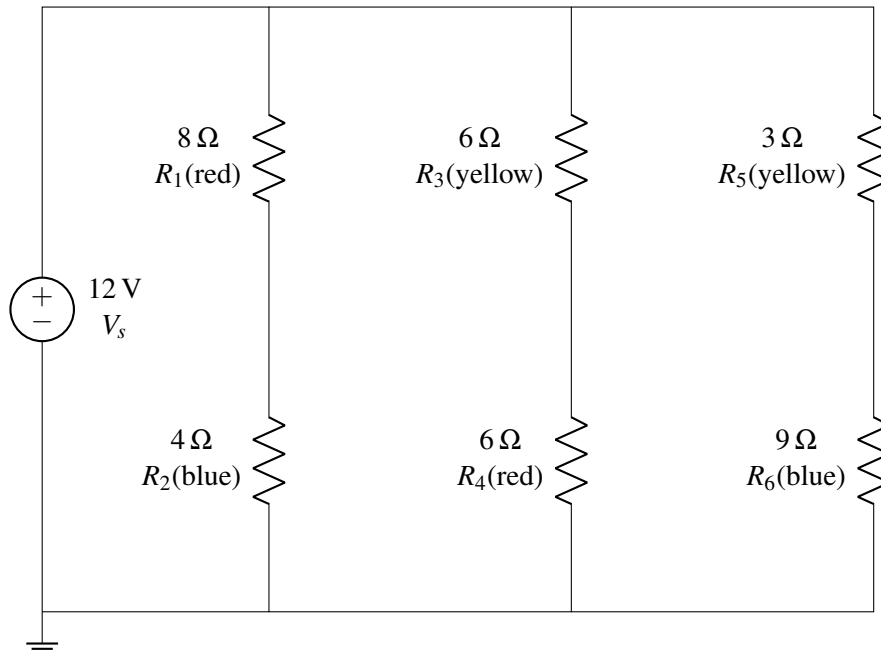 8 Ω
R₁(red)
6 Ω
R₃(yellow)
3 Ω
R₅(yellow)
+
−
12 V
Vₛ
4 Ω
R₂(blue)
6 Ω
R₄(red)
9 Ω
R₆(blue)